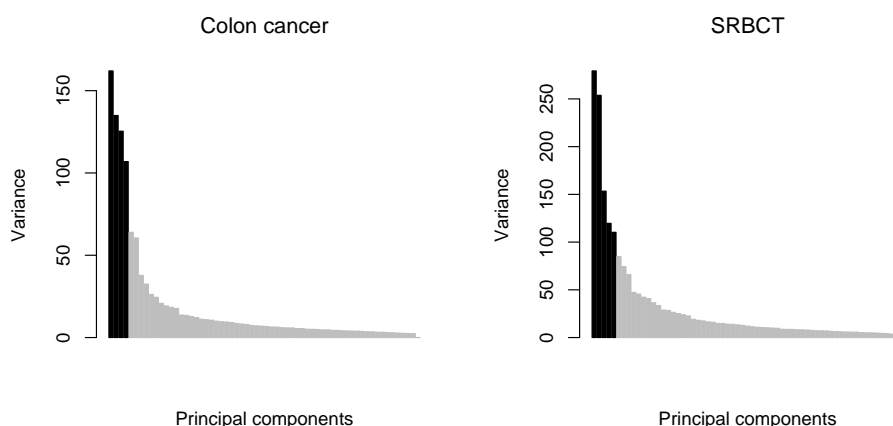 Colon cancer
Variance
0
50
100
150
Principal components
SRBCT
Variance
0
50
100
150
200
250
Principal components